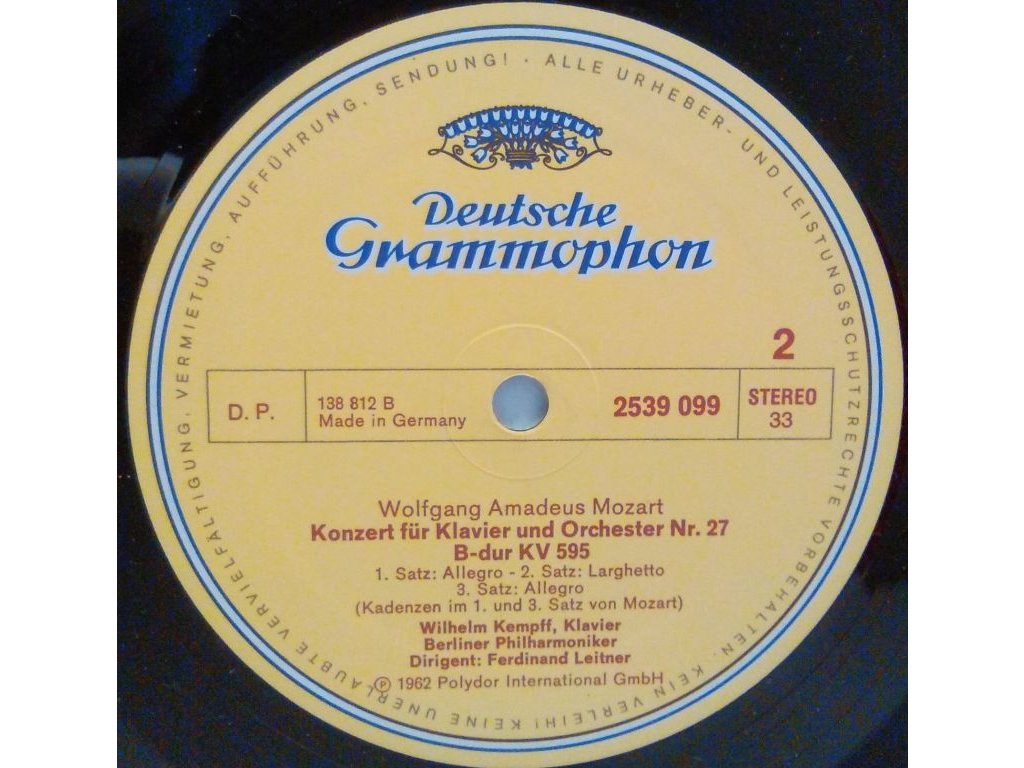 ALLE URHEBER- UND LEISTUNGSSCHUTZRECHTE VORBEHALTEN. KEIN VERLEIH! KEINE UNERLAUBTE VERVIELFÄLTIGUNG, VERMIETUNG, AUFFÜHRUNG, SENDUNG! ·
Deutsche
Grammophon
2
D. P.
138 812 B
Made in Germany
2539 099
STEREO
33
Wolfgang Amadeus Mozart
Konzert für Klavier und Orchester Nr. 27
B-dur KV 595
1. Satz: Allegro - 2. Satz: Larghetto
3. Satz: Allegro
(Kadenzen im 1. und 3. Satz von Mozart)
Wilhelm Kempff, Klavier
Berliner Philharmoniker
Dirigent: Ferdinand Leitner
Ⓟ 1962 Polydor International GmbH